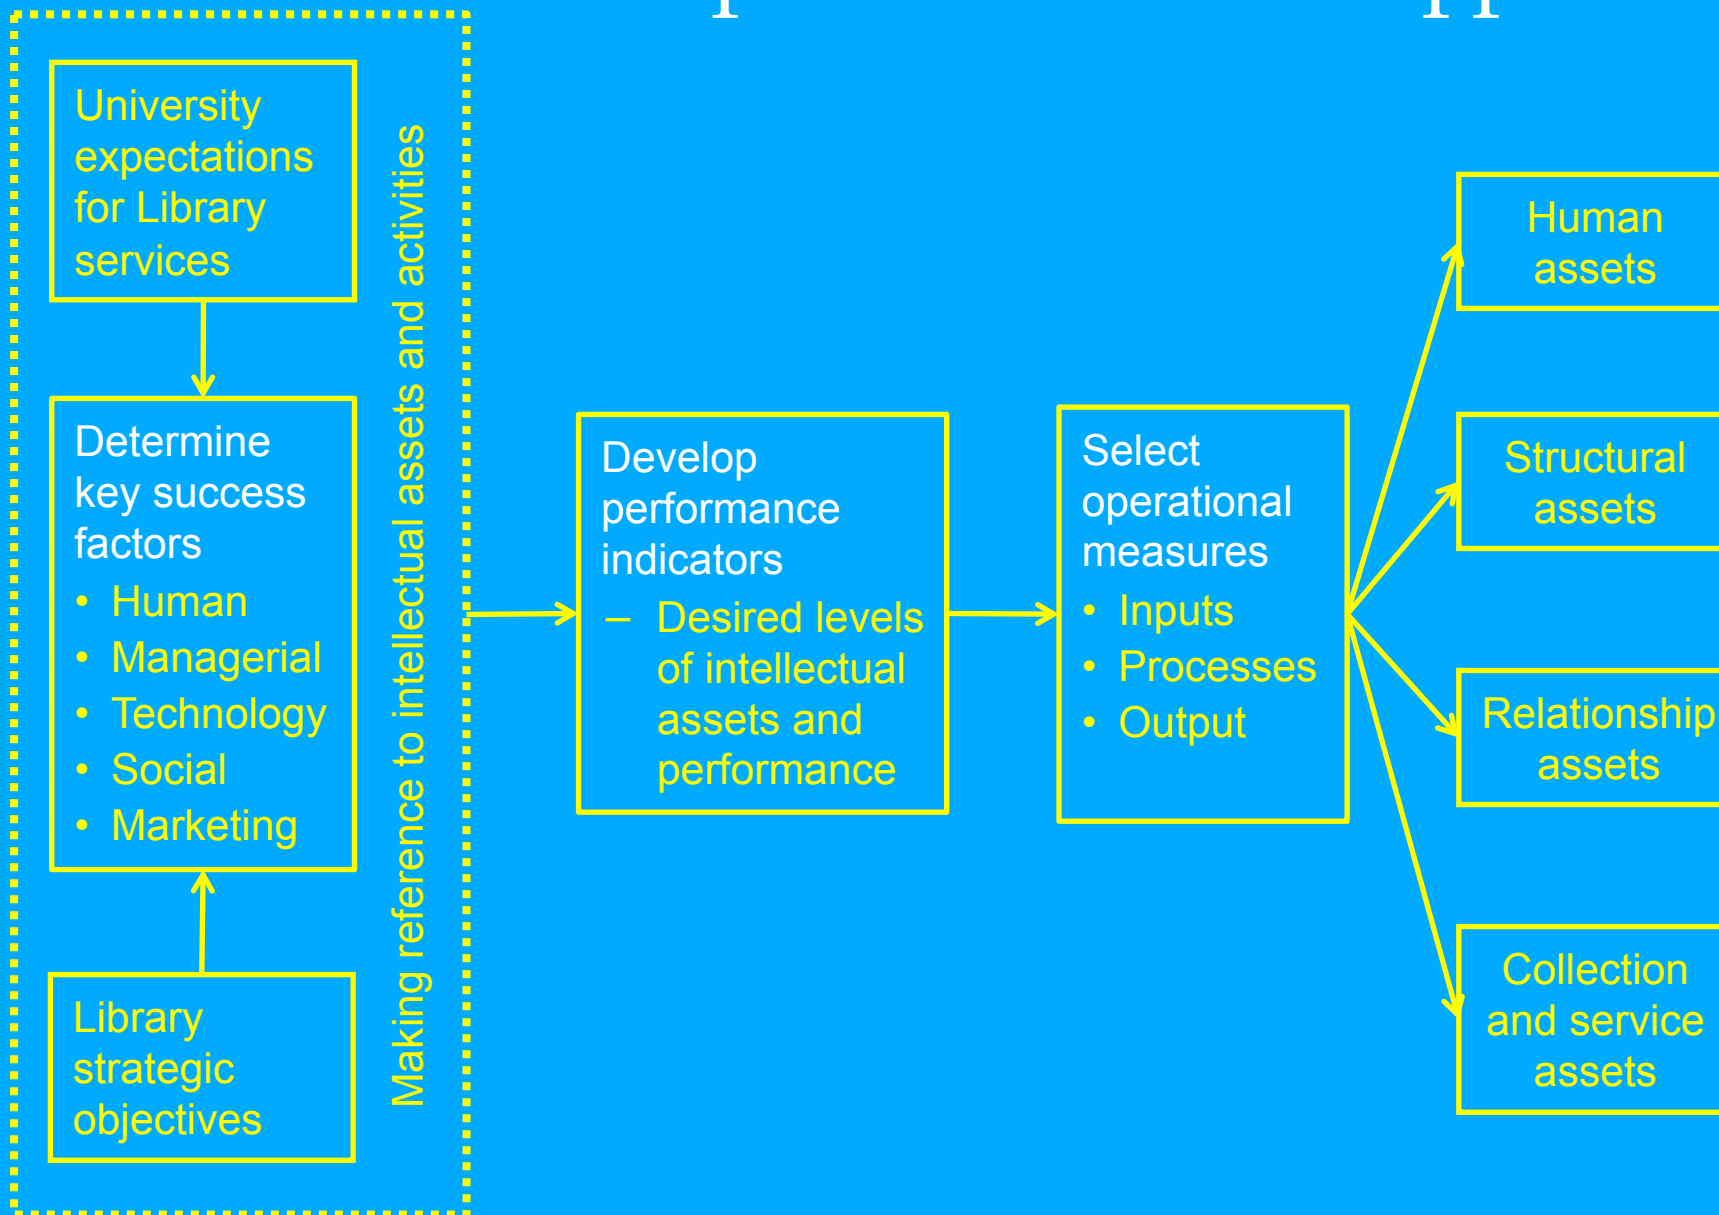 University
expectations
for Library
services
Determine
key success
factors
• Human
• Managerial
• Technology
• Social
• Marketing
Library
strategic
objectives
Making reference to intellectual assets and activities
Develop
performance
indicators
– Desired levels
of intellectual
assets and
performance
Select
operational
measures
• Inputs
• Processes
• Output
Human
assets
Structural
assets
Relationship
assets
Collection
and service
assets